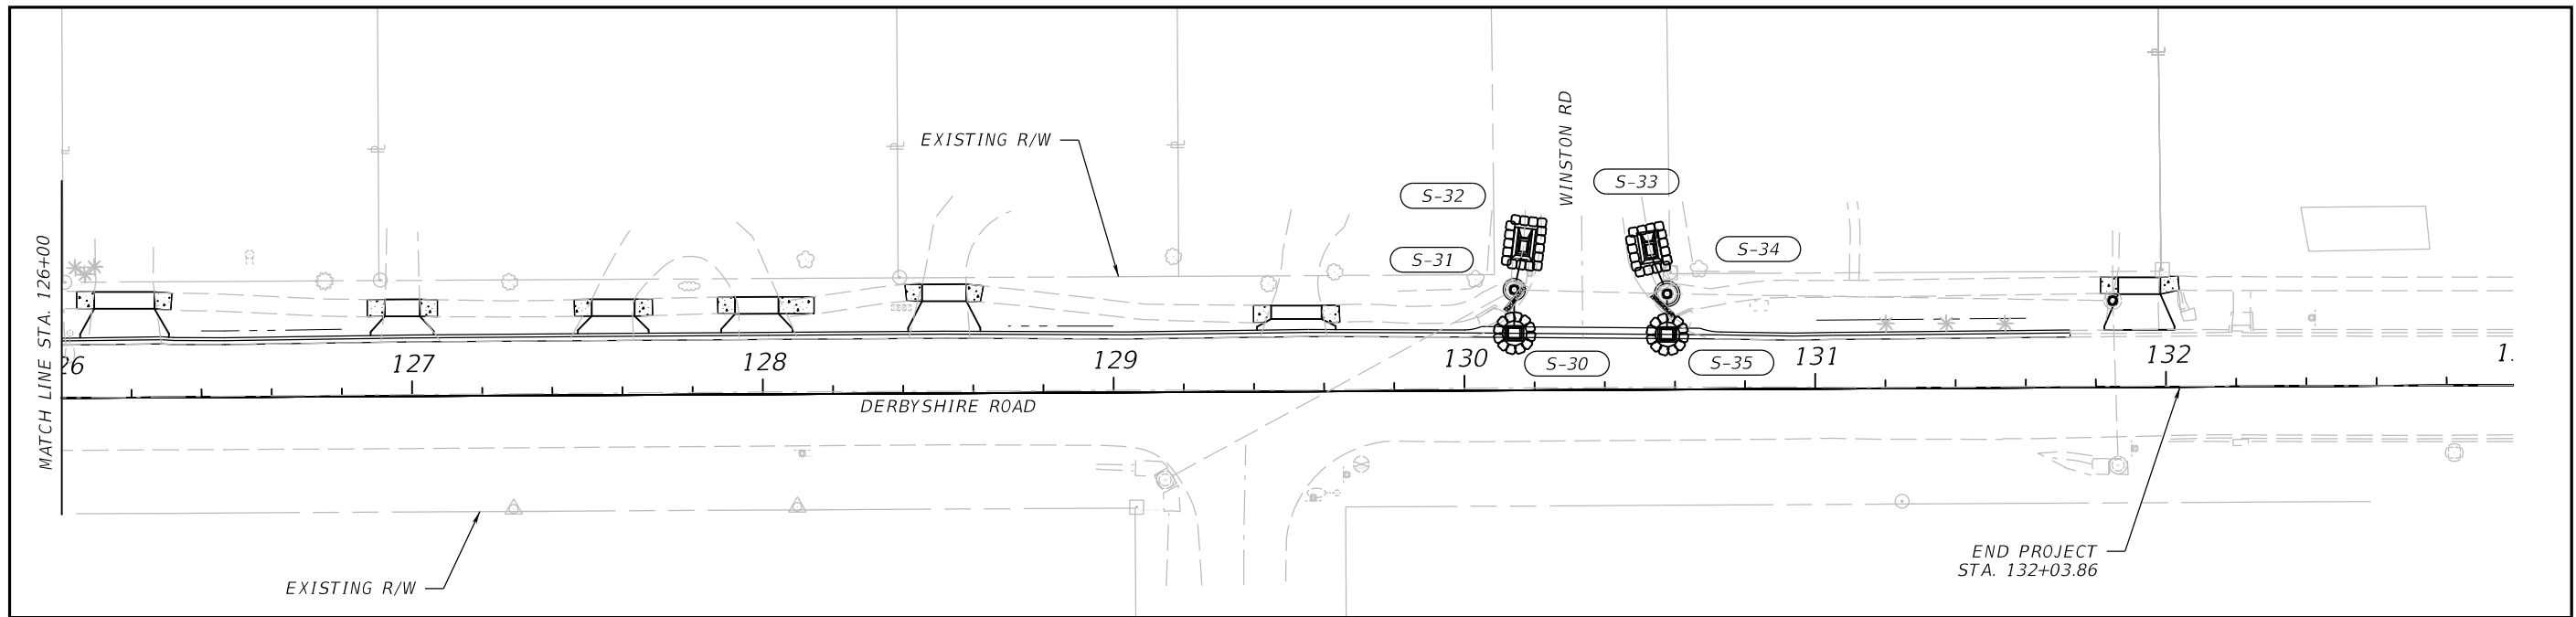 EXISTING R/W
WINSTON RD
S-32
S-33
S-31
S-34
MATCH LINE STA. 126+00
26
127
128
129
130
131
132
S-30
S-35
DERBYSHIRE ROAD
EXISTING R/W
END PROJECT
STA. 132+03.86